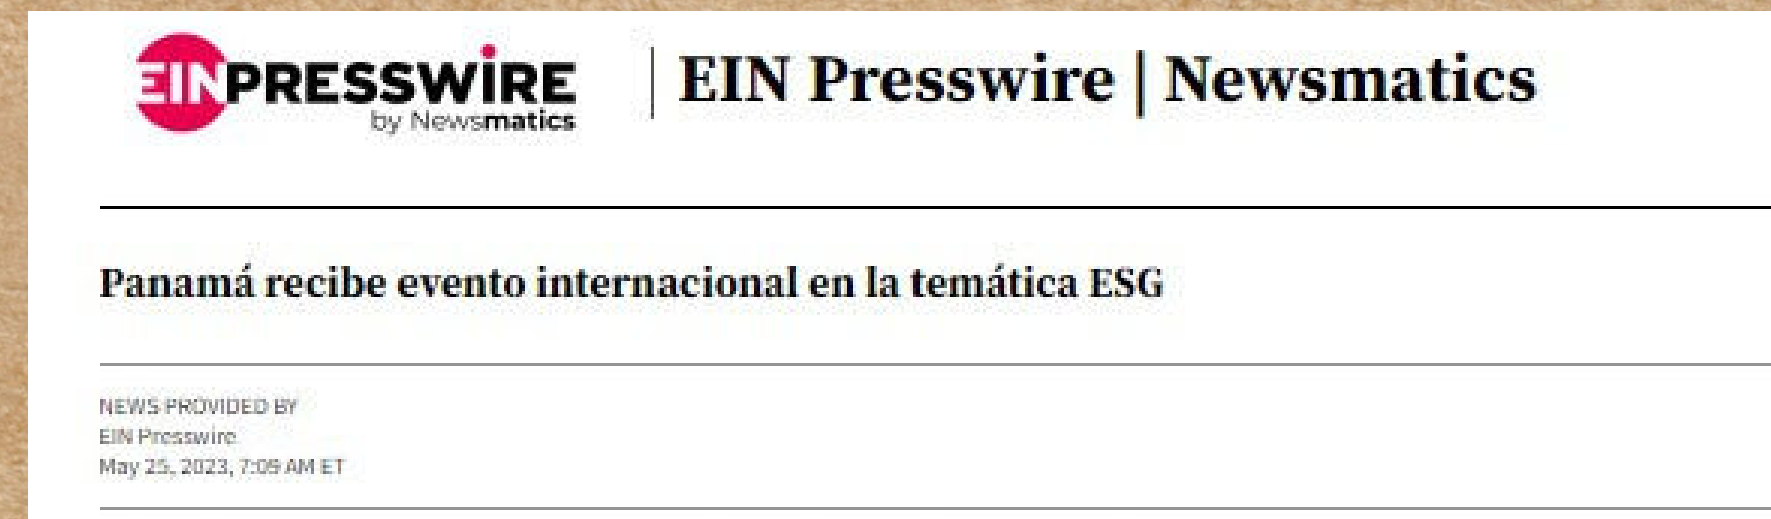 EINPRESSWIRE
by Newsmatics
EIN Presswire | Newsmatics
Panamá recibe evento internacional en la temática ESG
NEWS PROVIDED BY
EIN Presswire
May 25, 2023, 7:09 AM ET